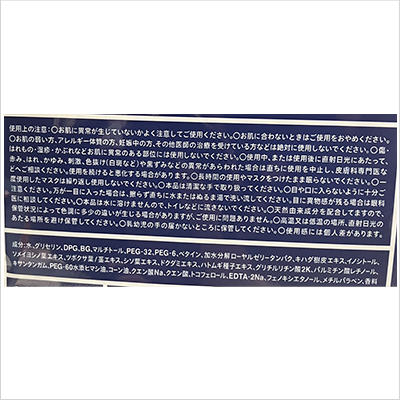 使用上の注意:○お肌に異常が生じていないかよく注意してご使用ください。○お肌に合わないときはご使用をおやめください。
○お肌の弱い方、アレルギー体質の方、妊娠中の方、その他医師の治療を受けている方などは絶対に使用しないでください。○傷・
はれもの・湿疹・かぶれなどお肌に異常のある部位には使用しないでください。○使用中、または使用後に直射日光にあたって、
赤み、はれ、かゆみ、刺激、色抜け(白斑など)や黒ずみなどの異常があらわれた場合は直ちに使用を中止し、皮膚科専門医な
どへご相談ください。使用を続けると悪化する場合があります。○長時間の使用やマスクをつけたまま眠らないでください。○一
度使用したマスクは繰り返し使用しないでください。○本品は清潔な手で取り扱ってください。○目や口に入らないように十分ご
注意ください。万が一目に入った場合は、擦らず直ちに水またはぬるま湯で洗い流してください。目に異物感が残る場合は眼科
医に相談してください。○本品は水に溶けませんので、トイレなどに流さないでください。○天然由来成分を配合してますので、
保管状況によって色調に多少の違いが生じる場合がありますが、ご使用に問題ありません。○高温又は低温の場所、直射日光の
あたる場所を避け保管してください。○乳幼児の手の届かないところに保管してください。○使用感には個人差があります。
成分:水、グリセリン、DPG、BG、マルチトール、PEG-32、PEG-6、ベタイン、加水分解ローヤルゼリータンパク、キハダ樹皮エキス、イノシトール、
ソメイヨシノ葉エキス、ツボクサ葉/茎エキス、シソ葉エキス、ドクダミエキス、ハトムギ種子エキス、グリチルリチン酸2K、パルミチン酸レチノール、
キサンタンガム、PEG-60水添ヒマシ油、コーン油、クエン酸Na、クエン酸、トコフェロール、EDTA-2Na、フェノキシエタノール、メチルパラベン、香料